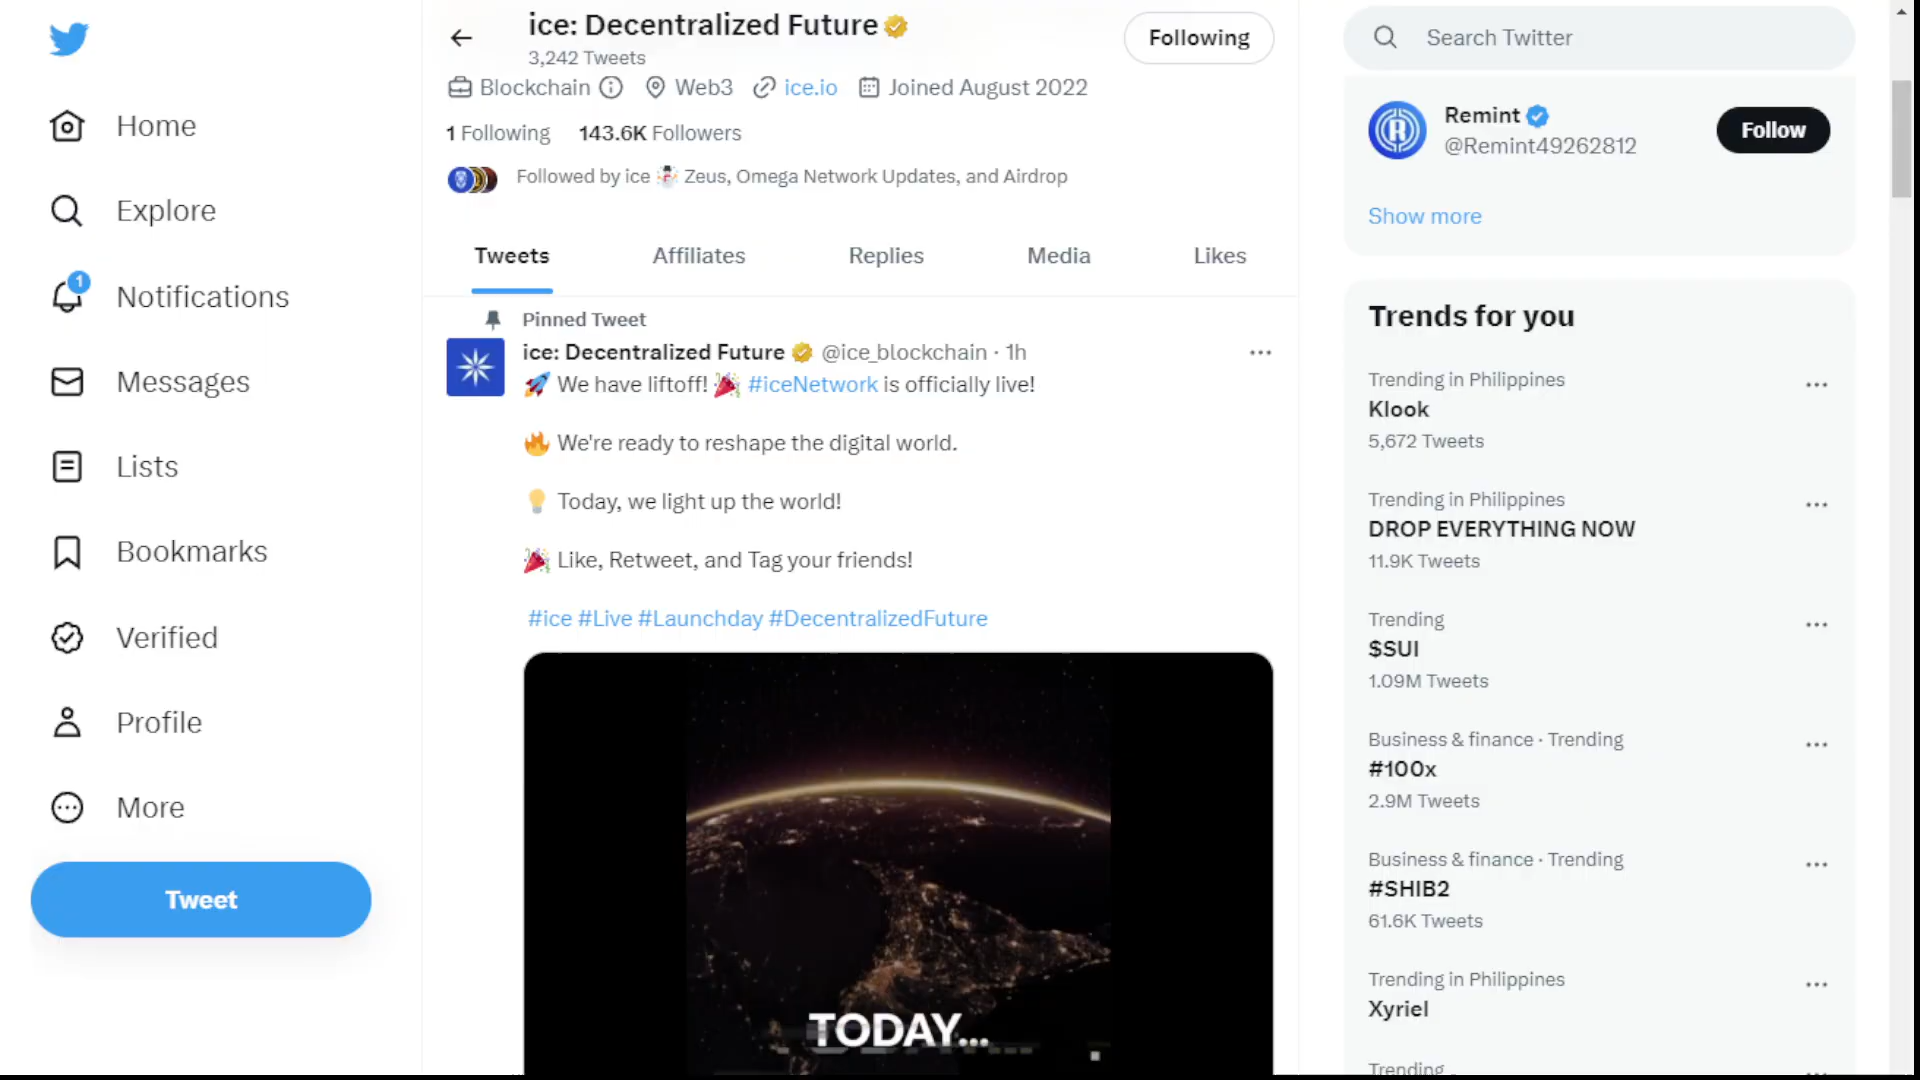 Home
Explore
1
Notifications
Messages
Lists
Bookmarks
Verified
Profile
More
Tweet
ice: Decentralized Future
3,242 Tweets
Following
Blockchain Web3 ice.io Joined August 2022
1 Following 143.6K Followers
Followed by ice ☃️ Zeus, Omega Network Updates, and Airdrop
Tweets Affiliates Replies Media Likes
Pinned Tweet
ice: Decentralized Future @ice_blockchain · 1h
🚀 We have liftoff! 🎉 #iceNetwork is officially live!
🔥 We're ready to reshape the digital world.
💡 Today, we light up the world!
🎉 Like, Retweet, and Tag your friends!
#ice #Live #Launchday #DecentralizedFuture
TODAY...
Search Twitter
Remint
@Remint49262812
Follow
Show more
Trends for you
Trending in Philippines
Klook
5,672 Tweets
Trending in Philippines
DROP EVERYTHING NOW
11.9K Tweets
Trending
$SUI
1.09M Tweets
Business & finance · Trending
#100x
2.9M Tweets
Business & finance · Trending
#SHIB2
61.6K Tweets
Trending in Philippines
Xyriel
Trending